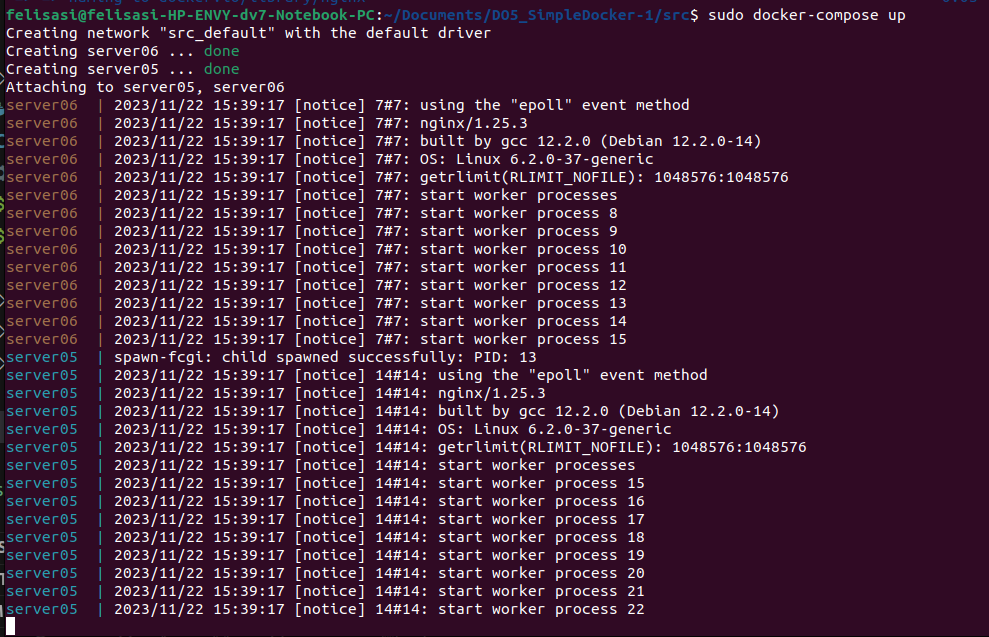 felisasi@felisasi-HP-ENVY-dv7-Notebook-PC:~/Documents/DO5_SimpleDocker-1/src$ sudo docker-compose up
Creating network "src_default" with the default driver
Creating server06 ... done
Creating server05 ... done
Attaching to server05, server06
server06  | 2023/11/22 15:39:17 [notice] 7#7: using the "epoll" event method
server06  | 2023/11/22 15:39:17 [notice] 7#7: nginx/1.25.3
server06  | 2023/11/22 15:39:17 [notice] 7#7: built by gcc 12.2.0 (Debian 12.2.0-14)
server06  | 2023/11/22 15:39:17 [notice] 7#7: OS: Linux 6.2.0-37-generic
server06  | 2023/11/22 15:39:17 [notice] 7#7: getrlimit(RLIMIT_NOFILE): 1048576:1048576
server06  | 2023/11/22 15:39:17 [notice] 7#7: start worker processes
server06  | 2023/11/22 15:39:17 [notice] 7#7: start worker process 8
server06  | 2023/11/22 15:39:17 [notice] 7#7: start worker process 9
server06  | 2023/11/22 15:39:17 [notice] 7#7: start worker process 10
server06  | 2023/11/22 15:39:17 [notice] 7#7: start worker process 11
server06  | 2023/11/22 15:39:17 [notice] 7#7: start worker process 12
server06  | 2023/11/22 15:39:17 [notice] 7#7: start worker process 13
server06  | 2023/11/22 15:39:17 [notice] 7#7: start worker process 14
server06  | 2023/11/22 15:39:17 [notice] 7#7: start worker process 15
server05  | spawn-fcgi: child spawned successfully: PID: 13
server05  | 2023/11/22 15:39:17 [notice] 14#14: using the "epoll" event method
server05  | 2023/11/22 15:39:17 [notice] 14#14: nginx/1.25.3
server05  | 2023/11/22 15:39:17 [notice] 14#14: built by gcc 12.2.0 (Debian 12.2.0-14)
server05  | 2023/11/22 15:39:17 [notice] 14#14: OS: Linux 6.2.0-37-generic
server05  | 2023/11/22 15:39:17 [notice] 14#14: getrlimit(RLIMIT_NOFILE): 1048576:1048576
server05  | 2023/11/22 15:39:17 [notice] 14#14: start worker processes
server05  | 2023/11/22 15:39:17 [notice] 14#14: start worker process 15
server05  | 2023/11/22 15:39:17 [notice] 14#14: start worker process 16
server05  | 2023/11/22 15:39:17 [notice] 14#14: start worker process 17
server05  | 2023/11/22 15:39:17 [notice] 14#14: start worker process 18
server05  | 2023/11/22 15:39:17 [notice] 14#14: start worker process 19
server05  | 2023/11/22 15:39:17 [notice] 14#14: start worker process 20
server05  | 2023/11/22 15:39:17 [notice] 14#14: start worker process 21
server05  | 2023/11/22 15:39:17 [notice] 14#14: start worker process 22